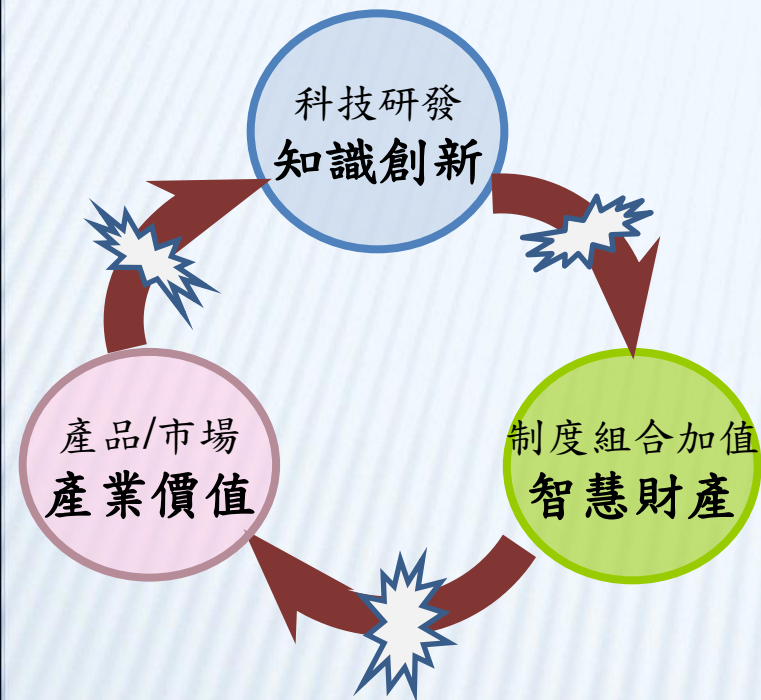 科技研發
知識創新
產品/市場
產業價值
制度組合加值
智慧財產